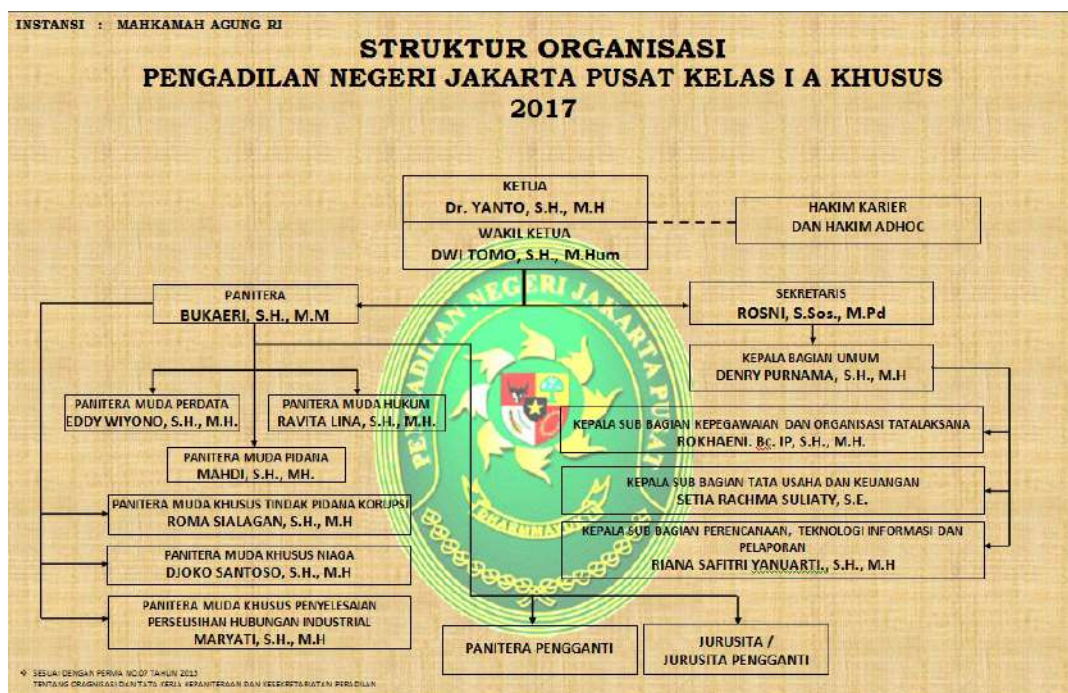 INSTANSI : MAHKAMAH AGUNG RI
STRUKTUR ORGANISASI
PENGADILAN NEGERI JAKARTA PUSAT KELAS I A KHUSUS
2017
KETUA
Dr. YANTO, S.H., M.H
WAKIL KETUA
DWI TOMO, S.H., M.Hum
HAKIM KARIER
DAN HAKIM ADHOC
PANITERA
BUKAERI, S.H., M.M
SEKRETARIS
ROSNI, S.Sos., M.Pd
KEPALA BAGIAN UMUM
DENRY PURNAMA, S.H., M.H
PANITERA MUDA PERDATA
EDDY WIYONO, S.H., M.H.
PANITERA MUDA HUKUM
RAVITA LINA, S.H., M.H.
PANITERA MUDA PIDANA
MAHDI, S.H., MH.
KEPALA SUB BAGIAN KEPEGAWAIAN DAN ORGANISASI TATALAKSANA
ROKHAENI. Bc. IP, S.H., M.H.
KEPALA SUB BAGIAN TATA USAHA DAN KEUANGAN
SETIA RACHMA SULIATY, S.E.
KEPALA SUB BAGIAN PERENCANAAN, TEKNOLOGI INFORMASI DAN
PELAPORAN
RIANA SAFITRI YANUARTI., S.H., M.H
PANITERA MUDA KHUSUS TINDAK PIDANA KORUPSI
ROMA SIALAGAN, S.H., M.H
PANITERA MUDA KHUSUS NIAGA
DJOKO SANTOSO, S.H., M.H
PANITERA MUDA KHUSUS PENYELESAIAN
PERSELISIHAN HUBUNGAN INDUSTRIAL
MARYATI, S.H., M.H
PANITERA PENGGANTI
JURUSITA /
JURUSITA PENGGANTI
PENGADILAN NEGERI JAKARTA PUSAT
SESUAI DENGAN PERMA NO.07 TAHUN
TENTANG DAN TATA KERJA KEPANITERAAN DAN KESEKRETARIATAN PERADILAN